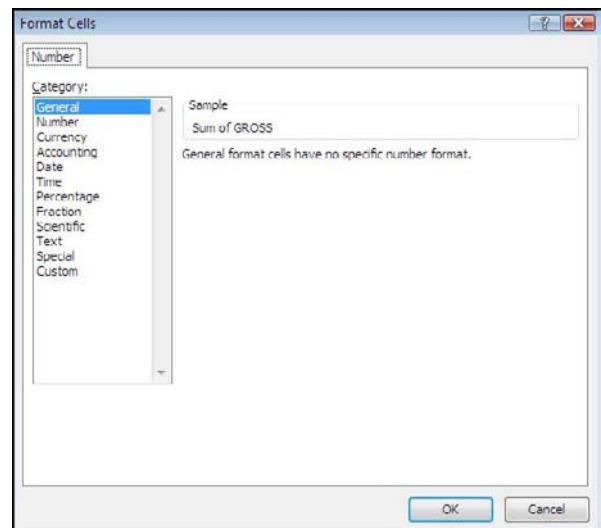 Format Cells
Number
Category:
General
Number
Currency
Accounting
Date
Time
Percentage
Fraction
Scientific
Text
Special
Custom
Sample
Sum of GROSS
General format cells have no specific number format.
OK
Cancel